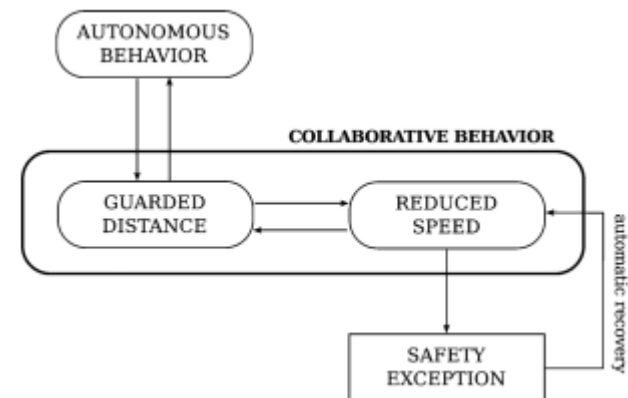 AUTONOMOUS
BEHAVIOR
COLLABORATIVE BEHAVIOR
GUARDED
DISTANCE
REDUCED
SPEED
automatic recovery
SAFETY
EXCEPTION